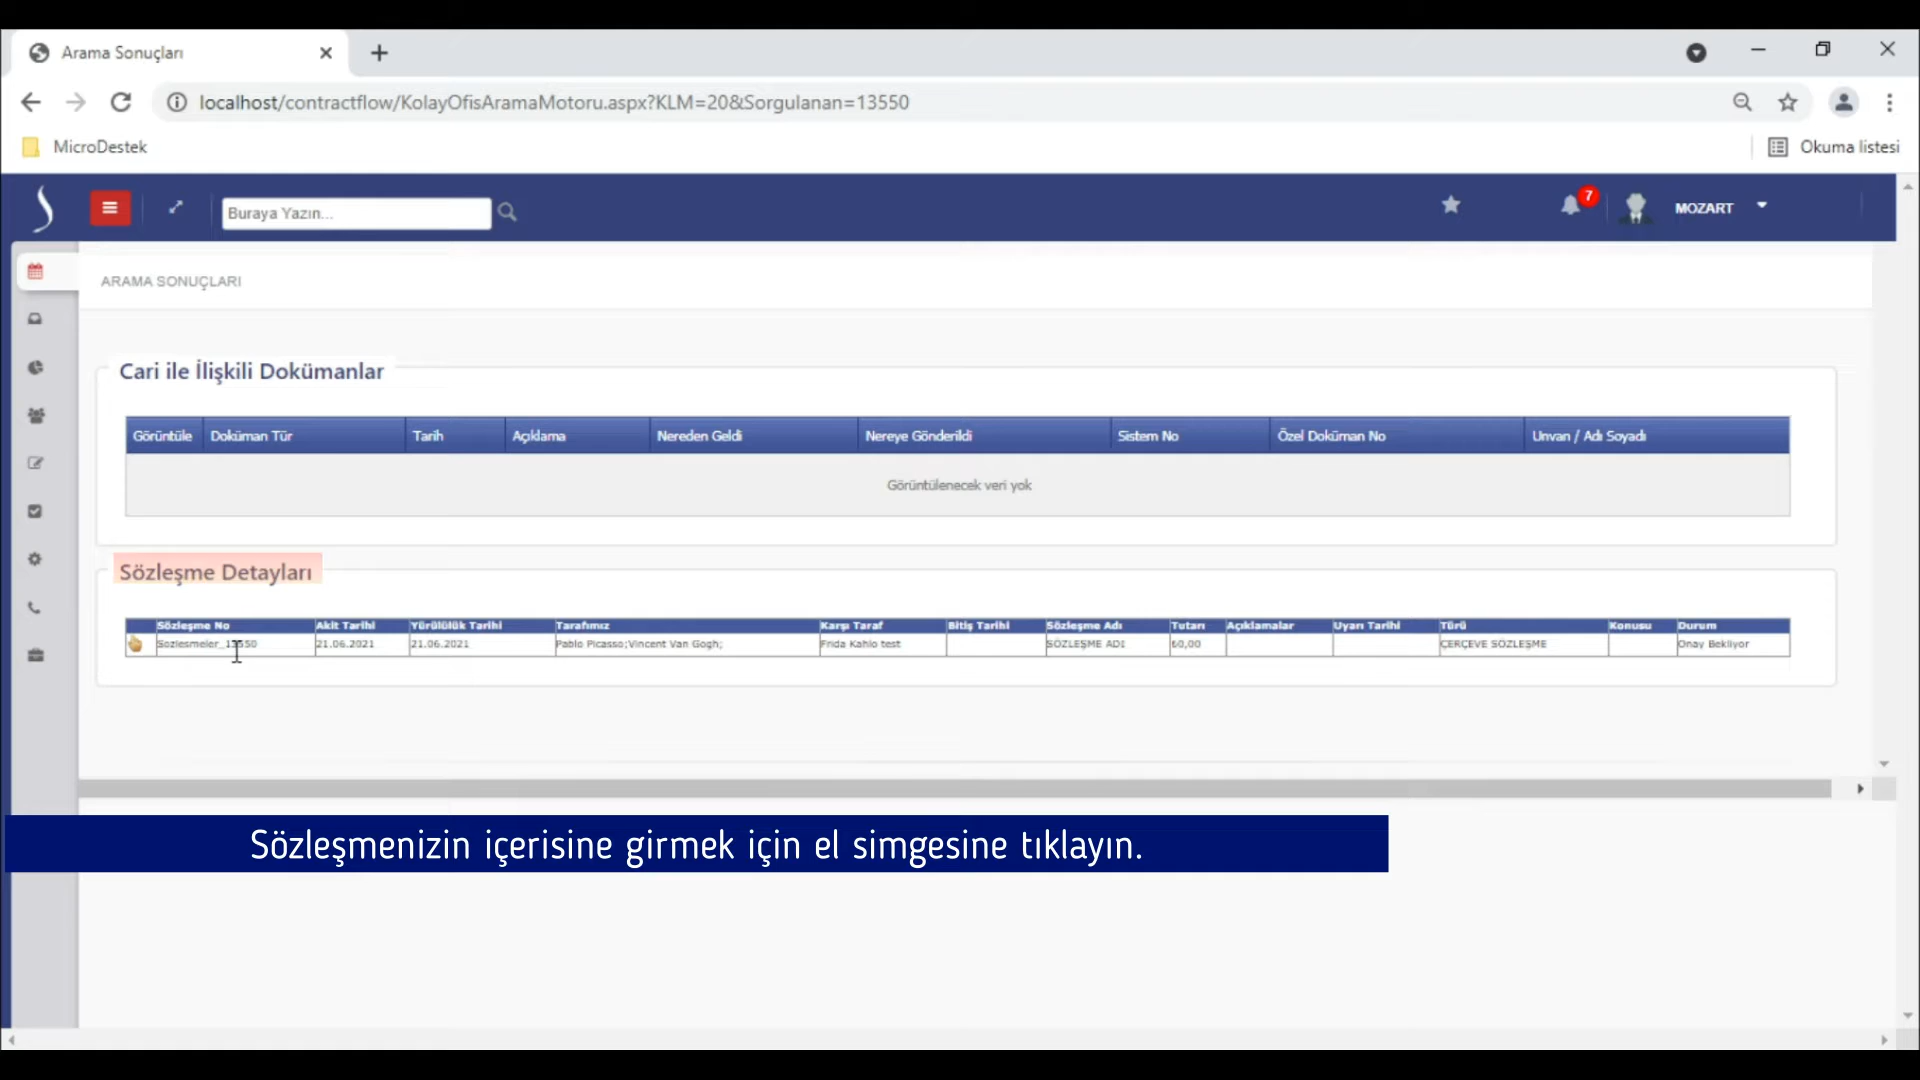 Arama Sonuçları
localhost/contractflow/KolayOfisAramaMotoru.aspx?KLM=20&Sorgulanan=13550
MicroDestek
Okuma listesi
Buraya Yazın...
7
MOZART
ARAMA SONUÇLARI
Cari ile İlişkili Dokümanlar
Görüntüle Doküman Tür Tarih Açıklama Nereden Geldi Nereye Gönderildi Sistem No Özel Doküman No Unvan / Adı Soyadı
Görüntülenecek veri yok
Sözleşme Detayları
Sözleşme No Akit Tarihi Yürülülük Tarihi Tarafımız Karşı Taraf Bitiş Tarihi Sözleşme Adı Tutarı Açıklamalar Uyarı Tarihi Türü Konusu Durum
Sozlesmeler_13550 21.06.2021 21.06.2021 Pablo Picasso;Vincent Van Gogh; Frida Kahlo test SÖZLEŞME ADI ₺0,00 ÇERÇEVE SÖZLEŞME Onay Bekliyor
Sözleşmenizin içerisine girmek için el simgesine tıklayın.